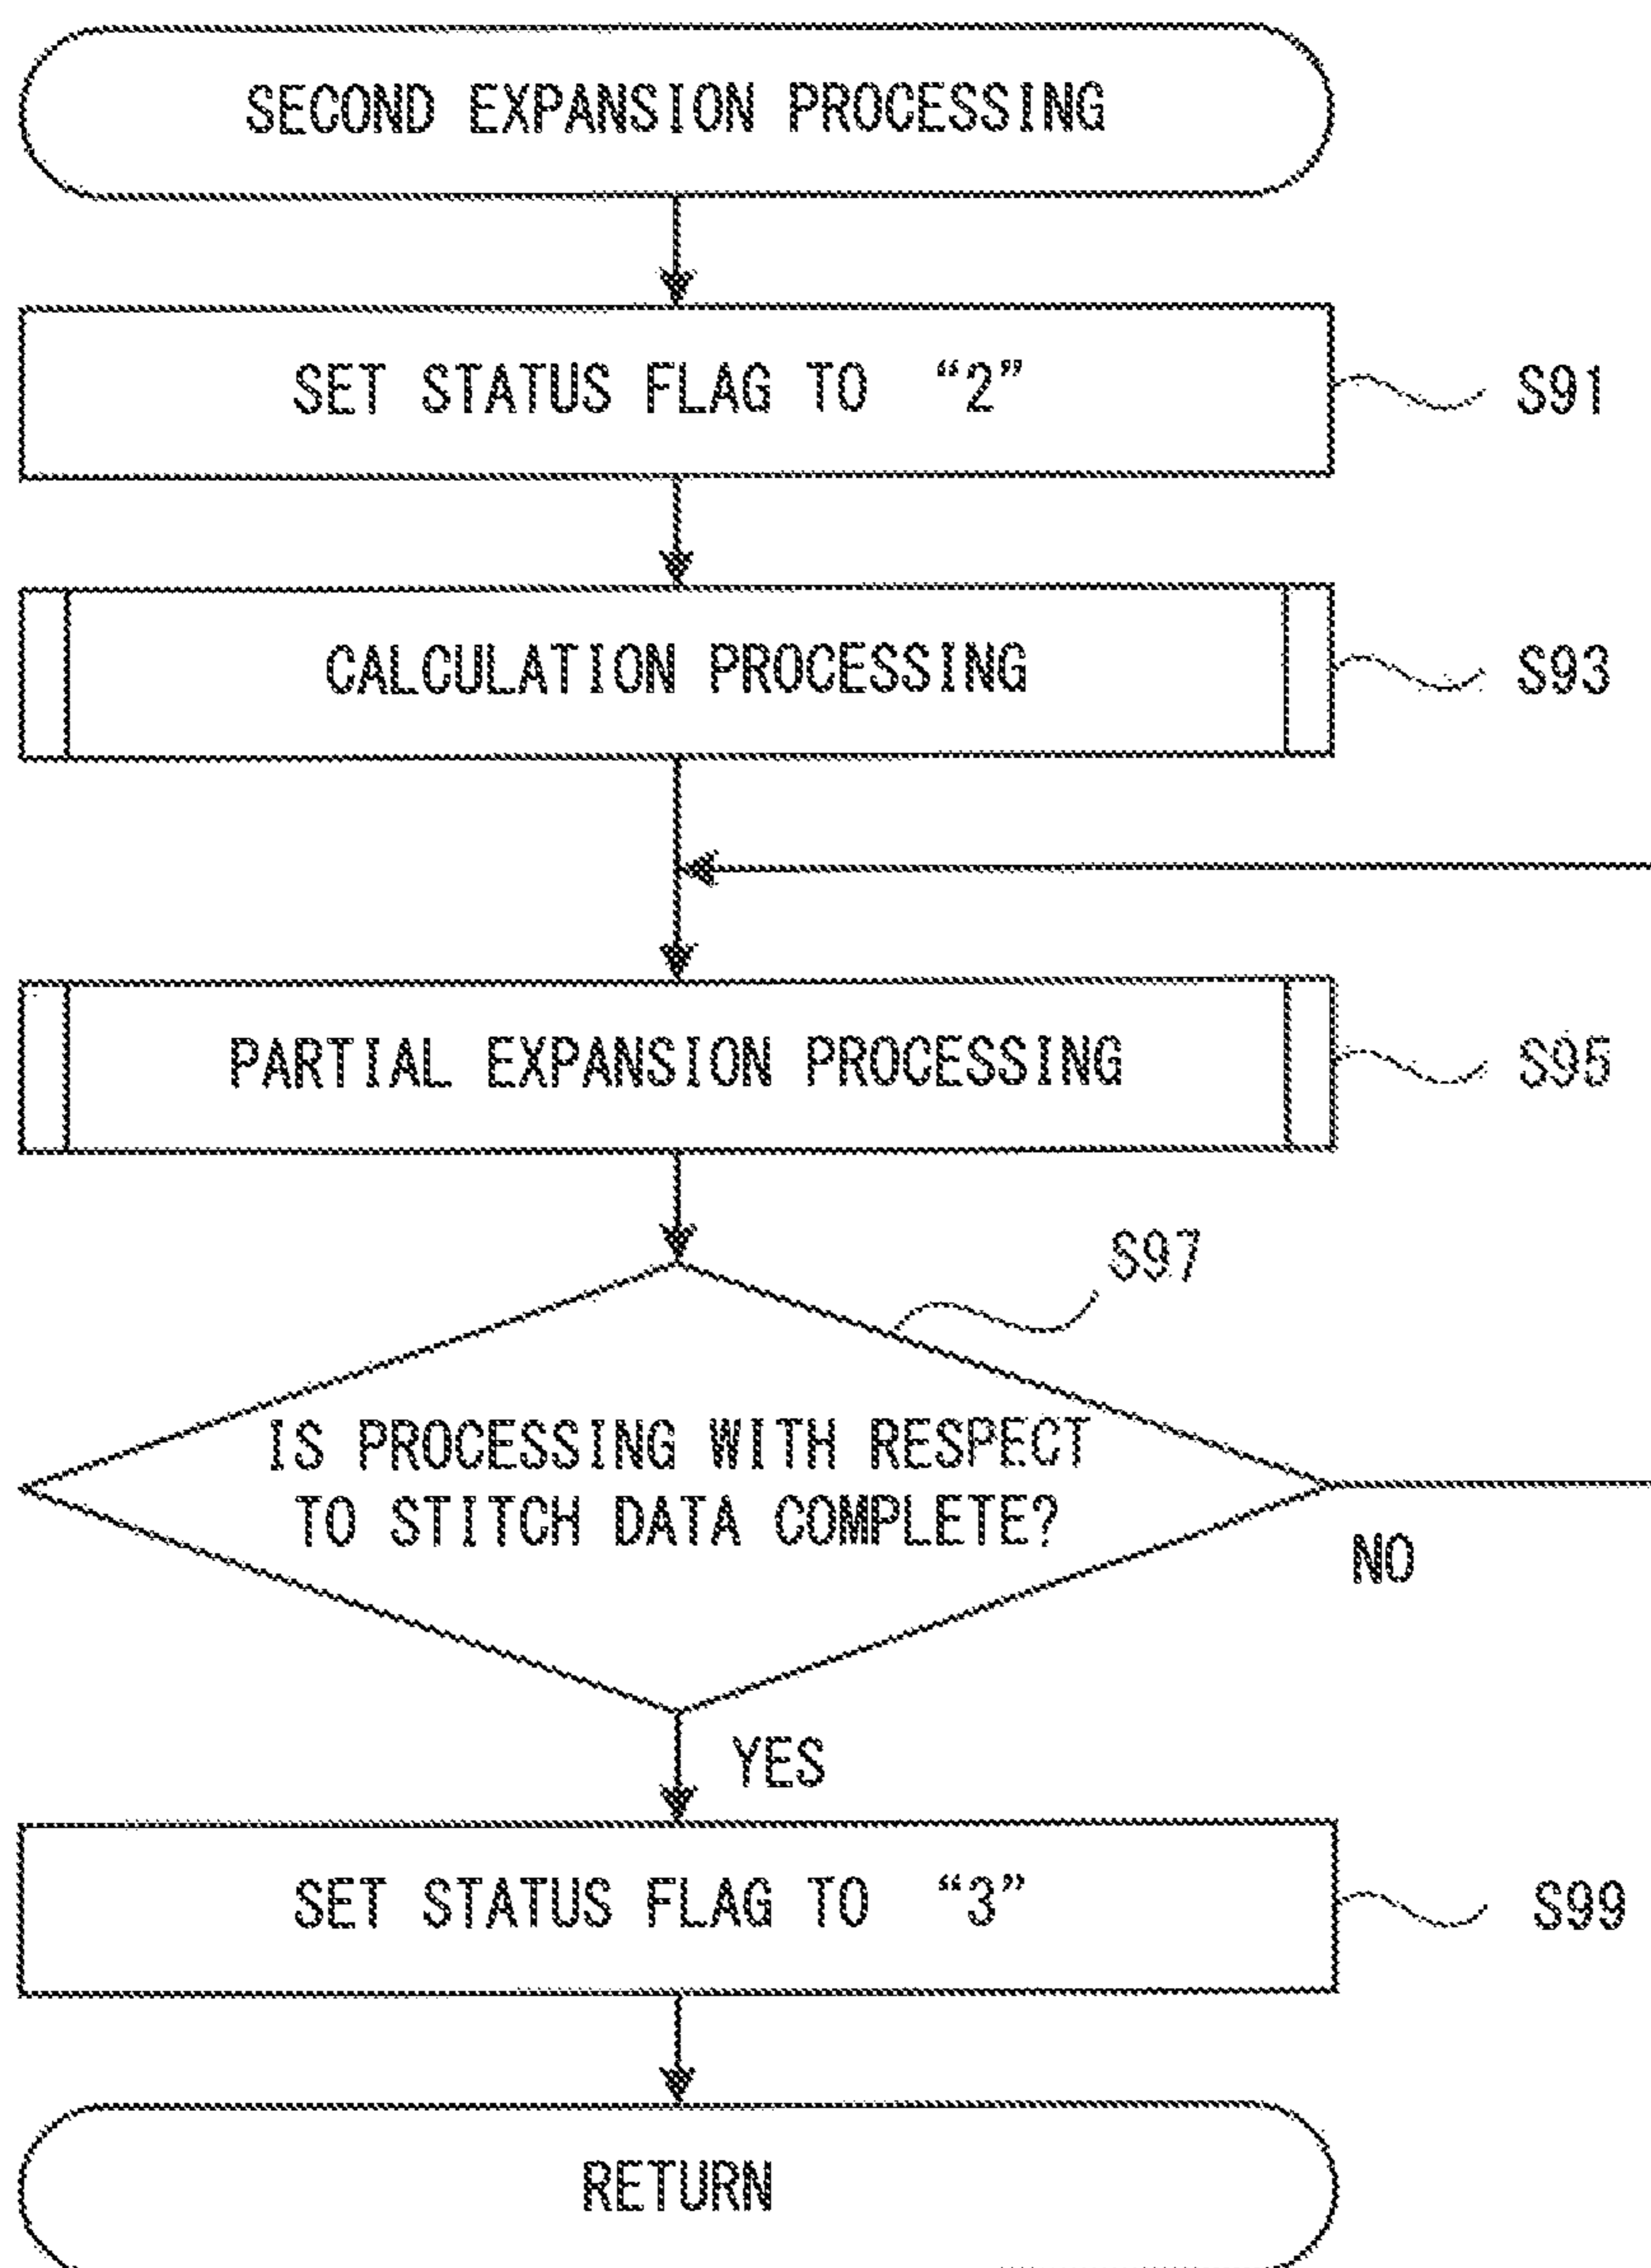 SECOND EXPANSION PROCESSING
SET STATUS FLAG TO “2”
S91
CALCULATION PROCESSING
S93
PARTIAL EXPANSION PROCESSING
S95
S97
IS PROCESSING WITH RESPECT
TO STITCH DATA COMPLETE?
NO
YES
SET STATUS FLAG TO “3”
S99
RETURN